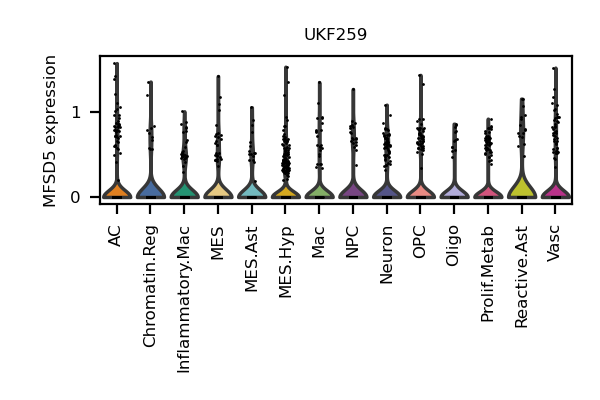 UKF259
MFSD5 expression
1
0
AC
Chromatin.Reg
Inflammatory.Mac
MES
MES.Ast
MES.Hyp
Mac
NPC
Neuron
OPC
Oligo
Prolif.Metab
Reactive.Ast
Vasc